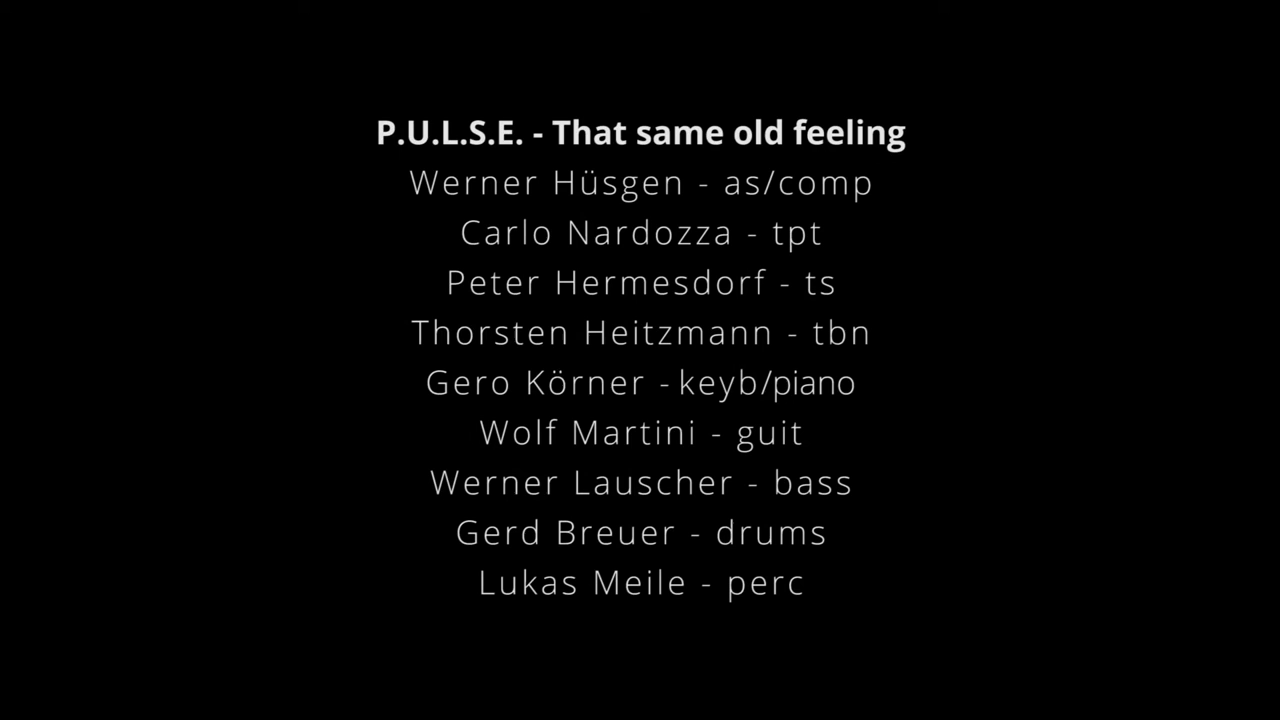 P.U.L.S.E. - That same old feeling
Werner Hüsgen - as/comp
Carlo Nardozza - tpt
Peter Hermesdorf - ts
Thorsten Heitzmann - tbn
Gero Körner - keyb/piano
Wolf Martini - guit
Werner Lauscher - bass
Gerd Breuer - drums
Lukas Meile - perc